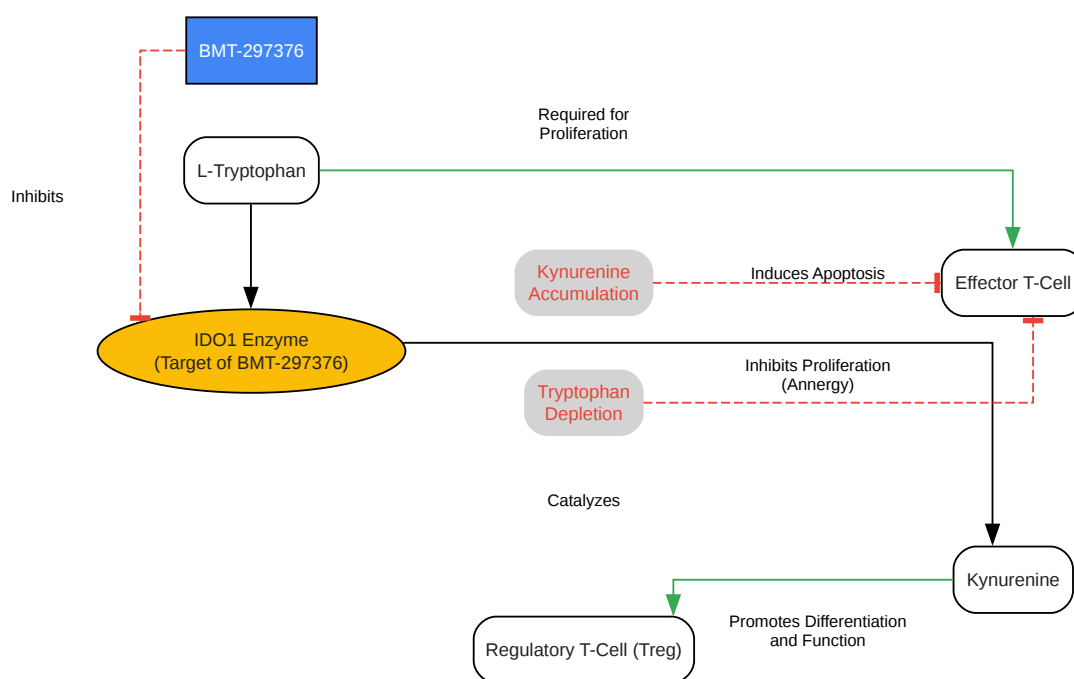 BMT-297376
Required for
Proliferation
L-Tryptophan
Inhibits
Kynurenine
Accumulation
Induces Apoptosis
Effector T-Cell
IDO1 Enzyme
(Target of BMT-297376)
Inhibits Proliferation
(Annergy)
Tryptophan
Depletion
Catalyzes
Kynurenine
Promotes Differentiation
and Function
Regulatory T-Cell (Treg)